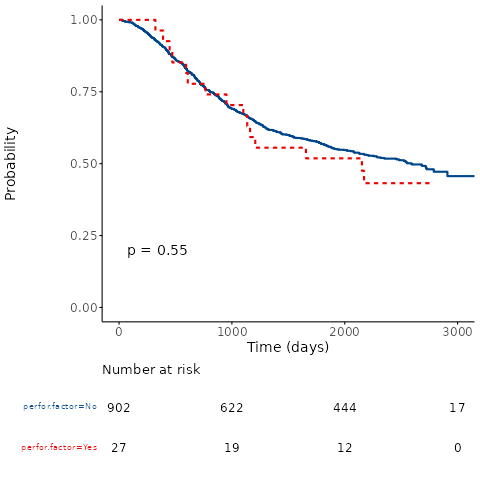 1.00
0.75
0.50
0.25
0.00
Probability
p = 0.55
0 1000 2000 3000
Time (days)
Number at risk
perfor.factor=No 902 622 444 17
perfor.factor=Yes 27 19 12 0